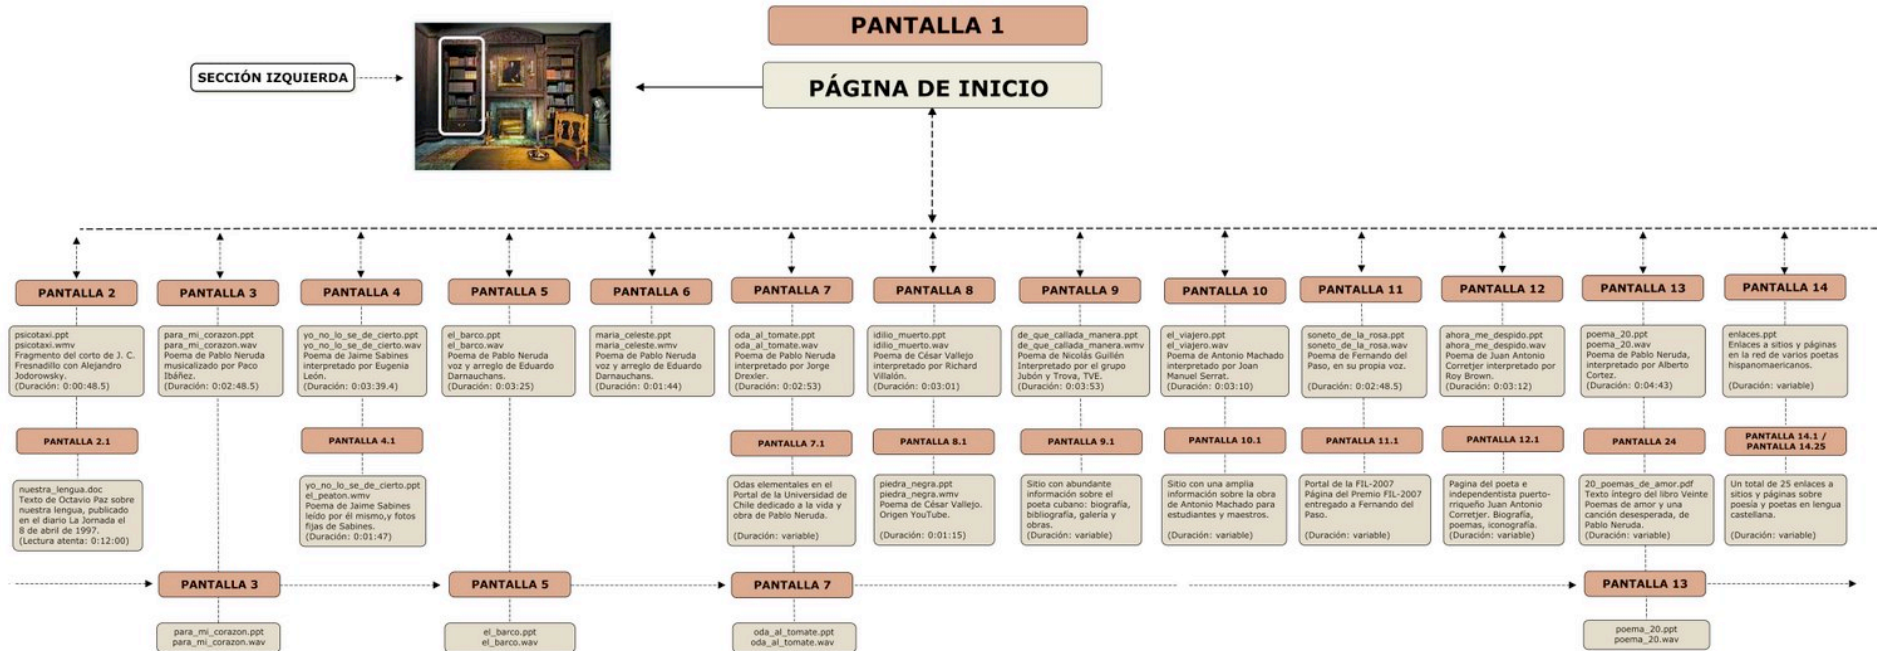 PANTALLA 1
SECCIÓN IZQUIERDA
PÁGINA DE INICIO
PANTALLA 2
psicotaxi.ppt
psicotaxi.wmv
Fragmento del corto de J. C.
Fresnadillo con Alejandro
Jodorowsky.
(Duración: 0:00:48.5)
PANTALLA 2.1
nuestra_lengua.doc
Texto de Octavio Paz sobre
nuestra lengua, publicado
en el diario La Jornada el
8 de abril de 1997.
(Lectura atenta: 0:12:00)
PANTALLA 3
para_mi_corazon.ppt
para_mi_corazon.wav
Poema de Pablo Neruda
musicalizado por Paco
Ibáñez.
(Duración: 0:02:48.5)
PANTALLA 4
yo_no_lo_se_de_cierto.ppt
yo_no_lo_se_de_cierto.wav
Poema de Jaime Sabines
interpretado por Eugenia
León.
(Duración: 0:03:39.4)
PANTALLA 4.1
yo_no_lo_se_de_cierto.ppt
el_peaton.wmv
Poema de Jaime Sabines
leído por él mismo,y fotos
fijas de Sabines.
(Duración: 0:01:47)
PANTALLA 5
el_barco.ppt
el_barco.wav
Poema de Pablo Neruda
voz y arreglo de Eduardo
Darnauchans.
(Duración: 0:03:25)
PANTALLA 6
maria_celeste.ppt
maria_celeste.wmv
Poema de Pablo Neruda
voz y arreglo de Eduardo
Darnauchans.
(Duración: 0:01:44)
PANTALLA 7
oda_al_tomate.ppt
oda_al_tomate.wav
Poema de Pablo Neruda
interpretado por Jorge
Drexler.
(Duración: 0:02:53)
PANTALLA 7.1
Odas elementales en el
Portal de la Universidad de
Chile dedicado a la vida y
obra de Pablo Neruda.
(Duración: variable)
PANTALLA 8
idilio_muerto.ppt
idilio_muerto.wav
Poema de César Vallejo
interpretado por Richard
Villalón.
(Duración: 0:03:01)
PANTALLA 8.1
piedra_negra.ppt
piedra_negra.wmv
Poema de César Vallejo.
Origen YouTube.
(Duración: 0:01:15)
PANTALLA 9
de_que_callada_manera.ppt
de_que_callada_manera.wmv
Poema de Nicolás Guillén
Interpretado por el grupo
Jubón y Trova, TVE.
(Duración: 0:03:53)
PANTALLA 9.1
Sitio con abundante
información sobre el
poeta cubano: biografía,
bibliografía, galería y
obras.
(Duración: variable)
PANTALLA 10
el_viajero.ppt
el_viajero.wav
Poema de Antonio Machado
interpretado por Joan
Manuel Serrat.
(Duración: 0:03:10)
PANTALLA 10.1
Sitio con una amplia
información sobre la obra
de Antonio Machado para
estudiantes y maestros.
(Duración: variable)
PANTALLA 11
soneto_de_la_rosa.ppt
soneto_de_la_rosa.wav
Poema de Fernando del
Paso, en su propia voz.
(Duración: 0:02:48.5)
PANTALLA 11.1
Portal de la FIL-2007
Página del Premio FIL-2007
entregado a Fernando del
Paso.
(Duración: variable)
PANTALLA 12
ahora_me_despido.ppt
ahora_me_despido.wav
Poema de Juan Antonio
Corretjer interpretado por
Roy Brown.
(Duración: 0:03:12)
PANTALLA 12.1
Pagina del poeta e
independentista puerto-
rriqueño Juan Antonio
Corretjer. Biografía,
poemas, iconografía.
(Duración: variable)
PANTALLA 13
poema_20.ppt
poema_20.wav
Poema de Pablo Neruda,
interpretado por Alberto
Cortez.
(Duración: 0:04:43)
PANTALLA 24
20_poemas_de_amor.pdf
Texto íntegro del libro Veinte
Poemas de amor y una
canción desesperada, de
Pablo Neruda.
(Duración: variable)
PANTALLA 14
enlaces.ppt
Enlaces a sitios y páginas
en la red de varios poetas
hispanomaericanos.
(Duración: variable)
PANTALLA 14.1 /
PANTALLA 14.25
Un total de 25 enlaces a
sitios y páginas sobre
poesía y poetas en lengua
castellana.
(Duración: variable)
PANTALLA 3
para_mi_corazon.ppt
para_mi_corazon.wav
PANTALLA 5
el_barco.ppt
el_barco.wav
PANTALLA 7
oda_al_tomate.ppt
oda_al_tomate.wav
PANTALLA 13
poema_20.ppt
poema_20.wav